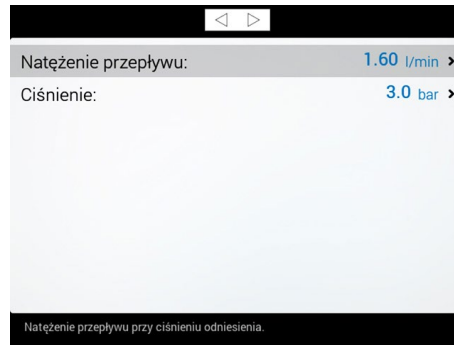 Natężenie przepływu: 1.60 l/min
Ciśnienie: 3.0 bar
Natężenie przepływu przy ciśnieniu odniesienia.